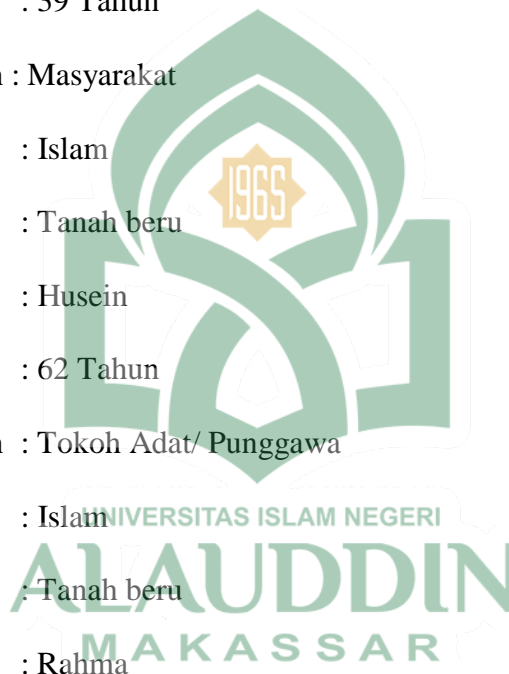 : 59 Tahun
n : Masyarakat
: Islam
1965
: Tanah beru
: Husein
: 62 Tahun
n : Tokoh Adat/ Punggawa
: Islam
UNIVERSITAS ISLAM NEGERI
ALAUDDIN
: Tanah beru
MAKASSAR
: Rahma